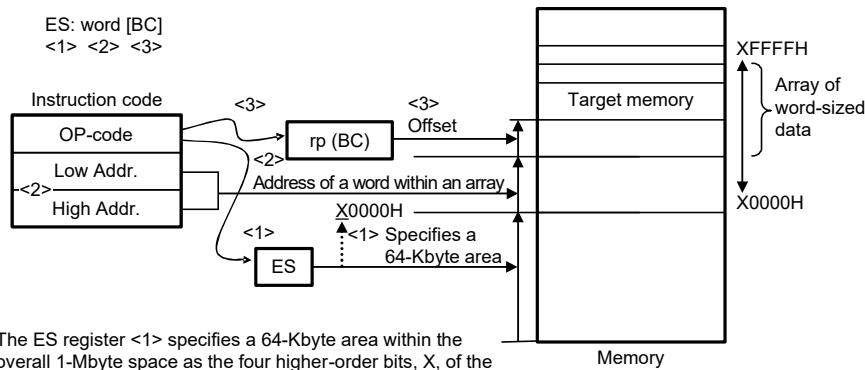 ES: word [BC]
<1> <2> <3>
XFFFFH
Array of
word-sized
data
Instruction code
<3>
<3>
Target memory
OP-code
rp (BC)
Offset
<2>
Low Addr.
<2>
Address of a word within an array
High Addr.
X0000H
X0000H
<1>
<1> Specifies a
64-Kbyte area
ES
The ES register <1> specifies a 64-Kbyte area within the
overall 1-Mbyte space as the four higher-order bits, X, of the
Memory